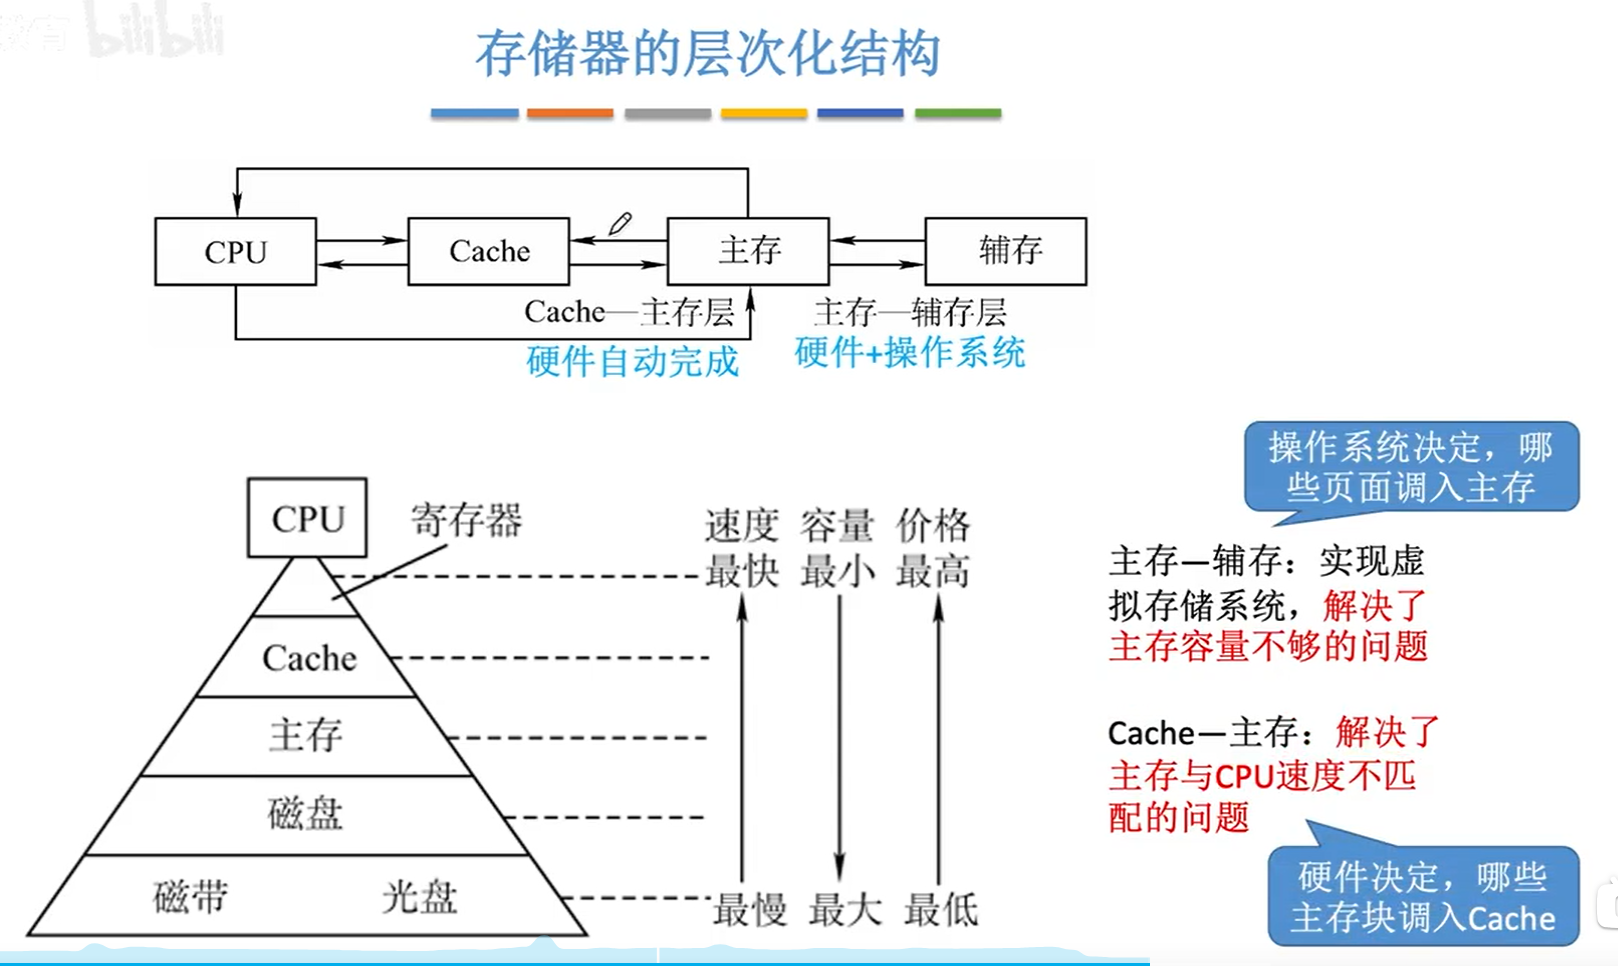 教育 bilibili
存储器的层次化结构
CPU
Cache
主存
辅存
Cache—主存层
主存—辅存层
硬件自动完成
硬件+操作系统
CPU
寄存器
Cache
主存
磁盘
磁带
光盘
速度 容量 价格
最快 最小 最高
最慢 最大 最低
操作系统决定，哪
些页面调入主存
主存—辅存：实现虚
拟存储系统，解决了
主存容量不够的问题
Cache—主存：解决了
主存与CPU速度不匹
配的问题
硬件决定，哪些
主存块调入Cache